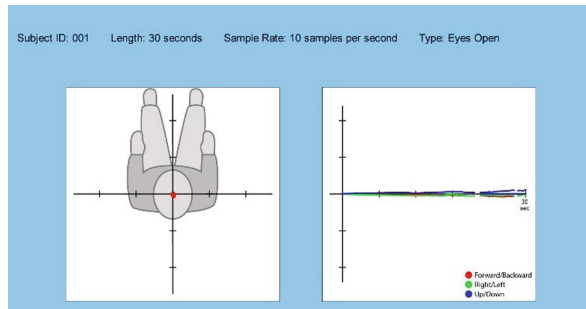 Subject ID: 001 Length: 30 seconds Sample Rate: 10 samples per second Type: Eyes Open
30
sec
Forward/Backward
Right/Left
Up/Down